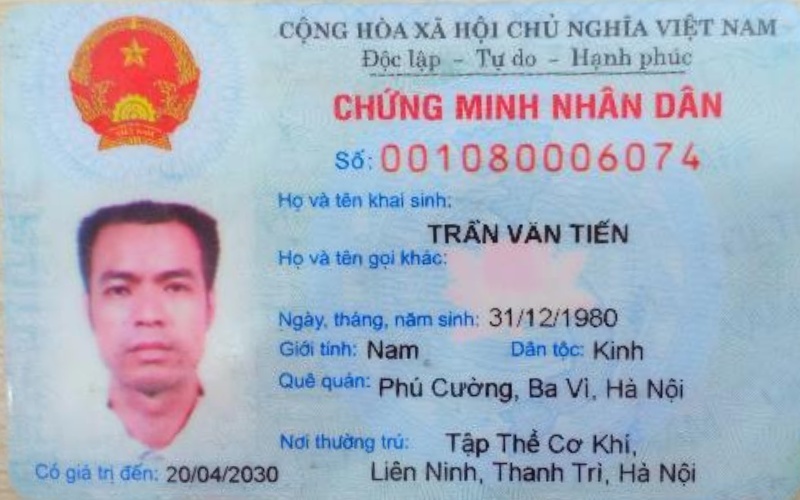 CỘNG HÒA XÃ HỘI CHỦ NGHĨA VIỆT NAM
Độc lập - Tự do - Hạnh phúc
CHỨNG MINH NHÂN DÂN
Số: 001080006074
Họ và tên khai sinh:
TRẦN VĂN TIẾN
Họ và tên gọi khác:
Ngày, tháng, năm sinh: 31/12/1980
Giới tính: Nam Dân tộc: Kinh
Quê quán: Phú Cường, Ba Vì, Hà Nội
Nơi thường trú: Tập Thể Cơ Khí,
Liên Ninh, Thanh Trì, Hà Nội
Có giá trị đến: 20/04/2030
VIỆT NAM